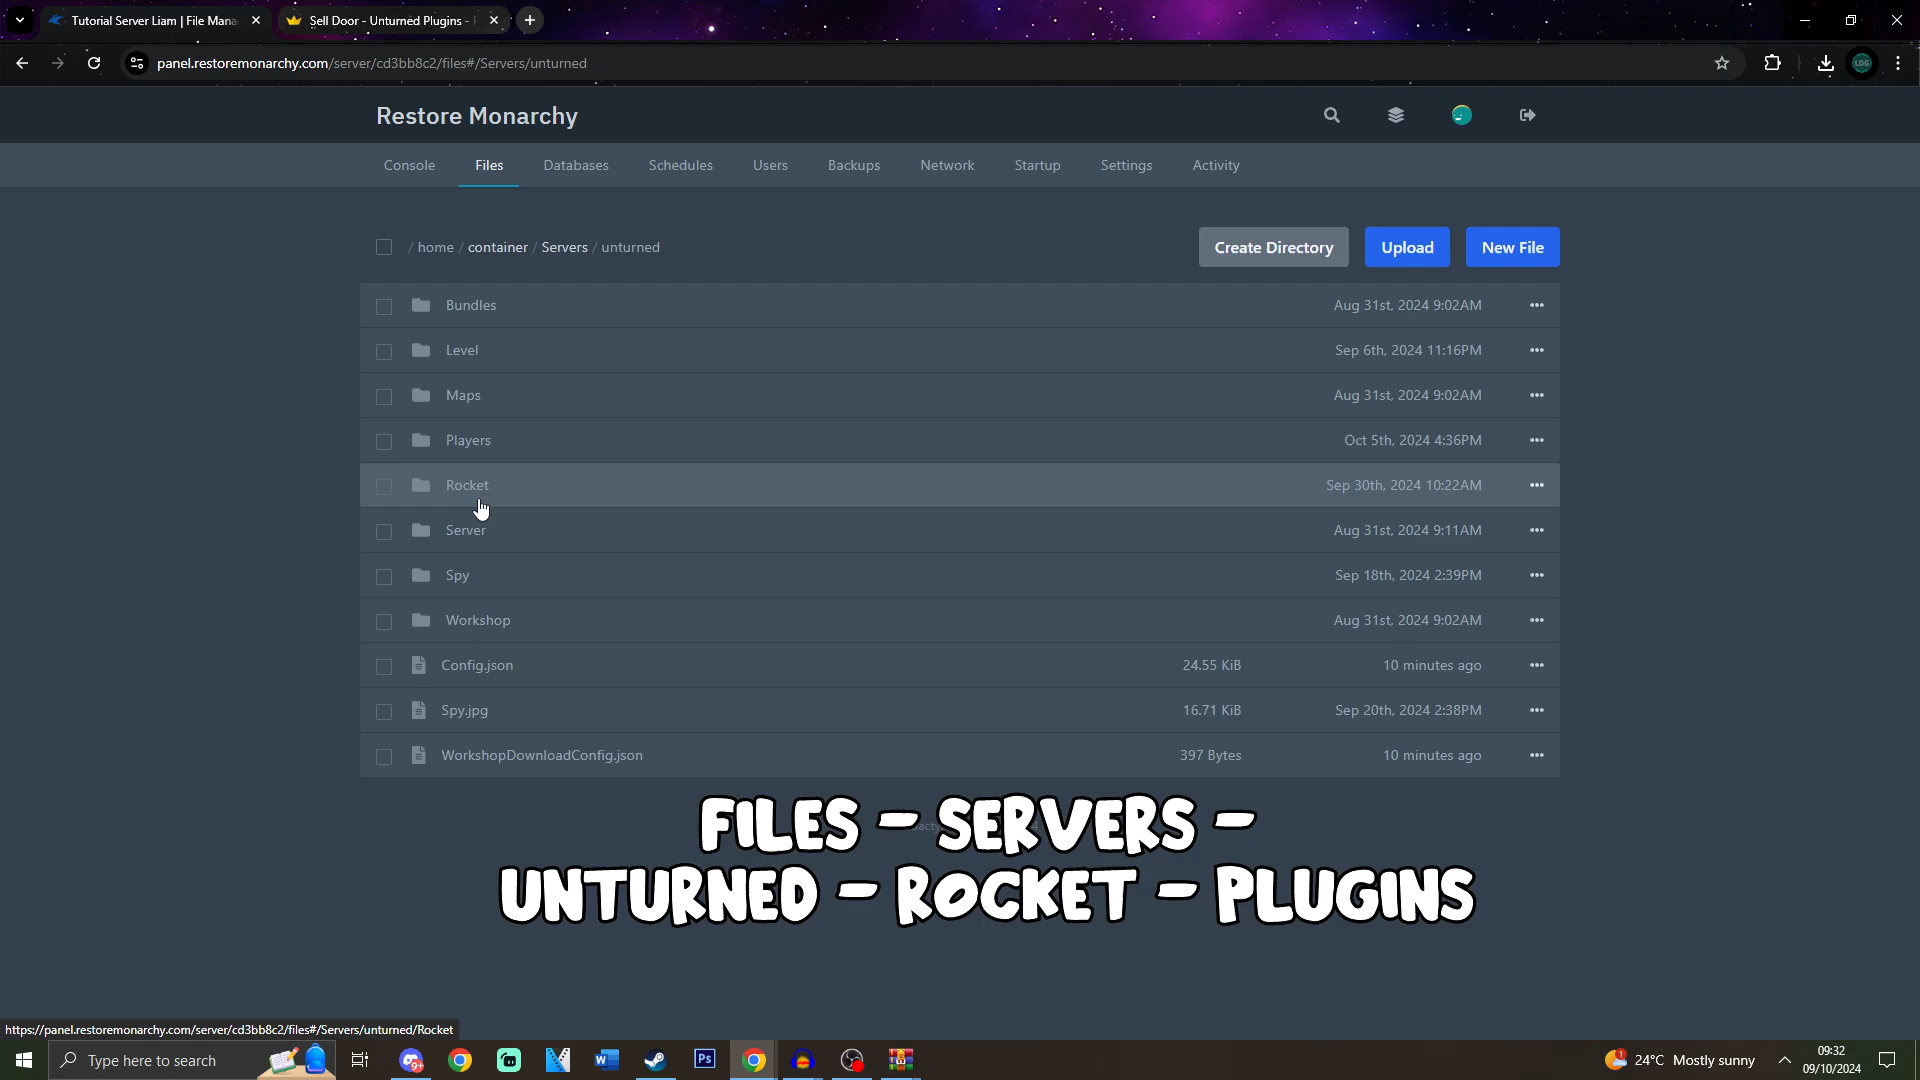 Tutorial Server Liam | File Mana
Sell Door - Unturned Plugins -
panel.restoremonarchy.com/server/cd3bb8c2/files#/Servers/unturned
LDG
Restore Monarchy
Console Files Databases Schedules Users Backups Network Startup Settings Activity
/ home / container / Servers / unturned
Create Directory Upload New File
Bundles Aug 31st, 2024 9:02AM
Level Sep 6th, 2024 11:16PM
Maps Aug 31st, 2024 9:02AM
Players Oct 5th, 2024 4:36PM
Rocket Sep 30th, 2024 10:22AM
Server Aug 31st, 2024 9:11AM
Spy Sep 18th, 2024 2:39PM
Workshop Aug 31st, 2024 9:02AM
Config.json 24.55 KiB 10 minutes ago
Spy.jpg 16.71 KiB Sep 20th, 2024 2:38PM
WorkshopDownloadConfig.json 397 Bytes 10 minutes ago
FILES - SERVERS -
UNTURNED - ROCKET - PLUGINS
https://panel.restoremonarchy.com/server/cd3bb8c2/files#/Servers/unturned/Rocket
Type here to search
9+
W
Ps
1
24°C Mostly sunny
09:32
09/10/2024